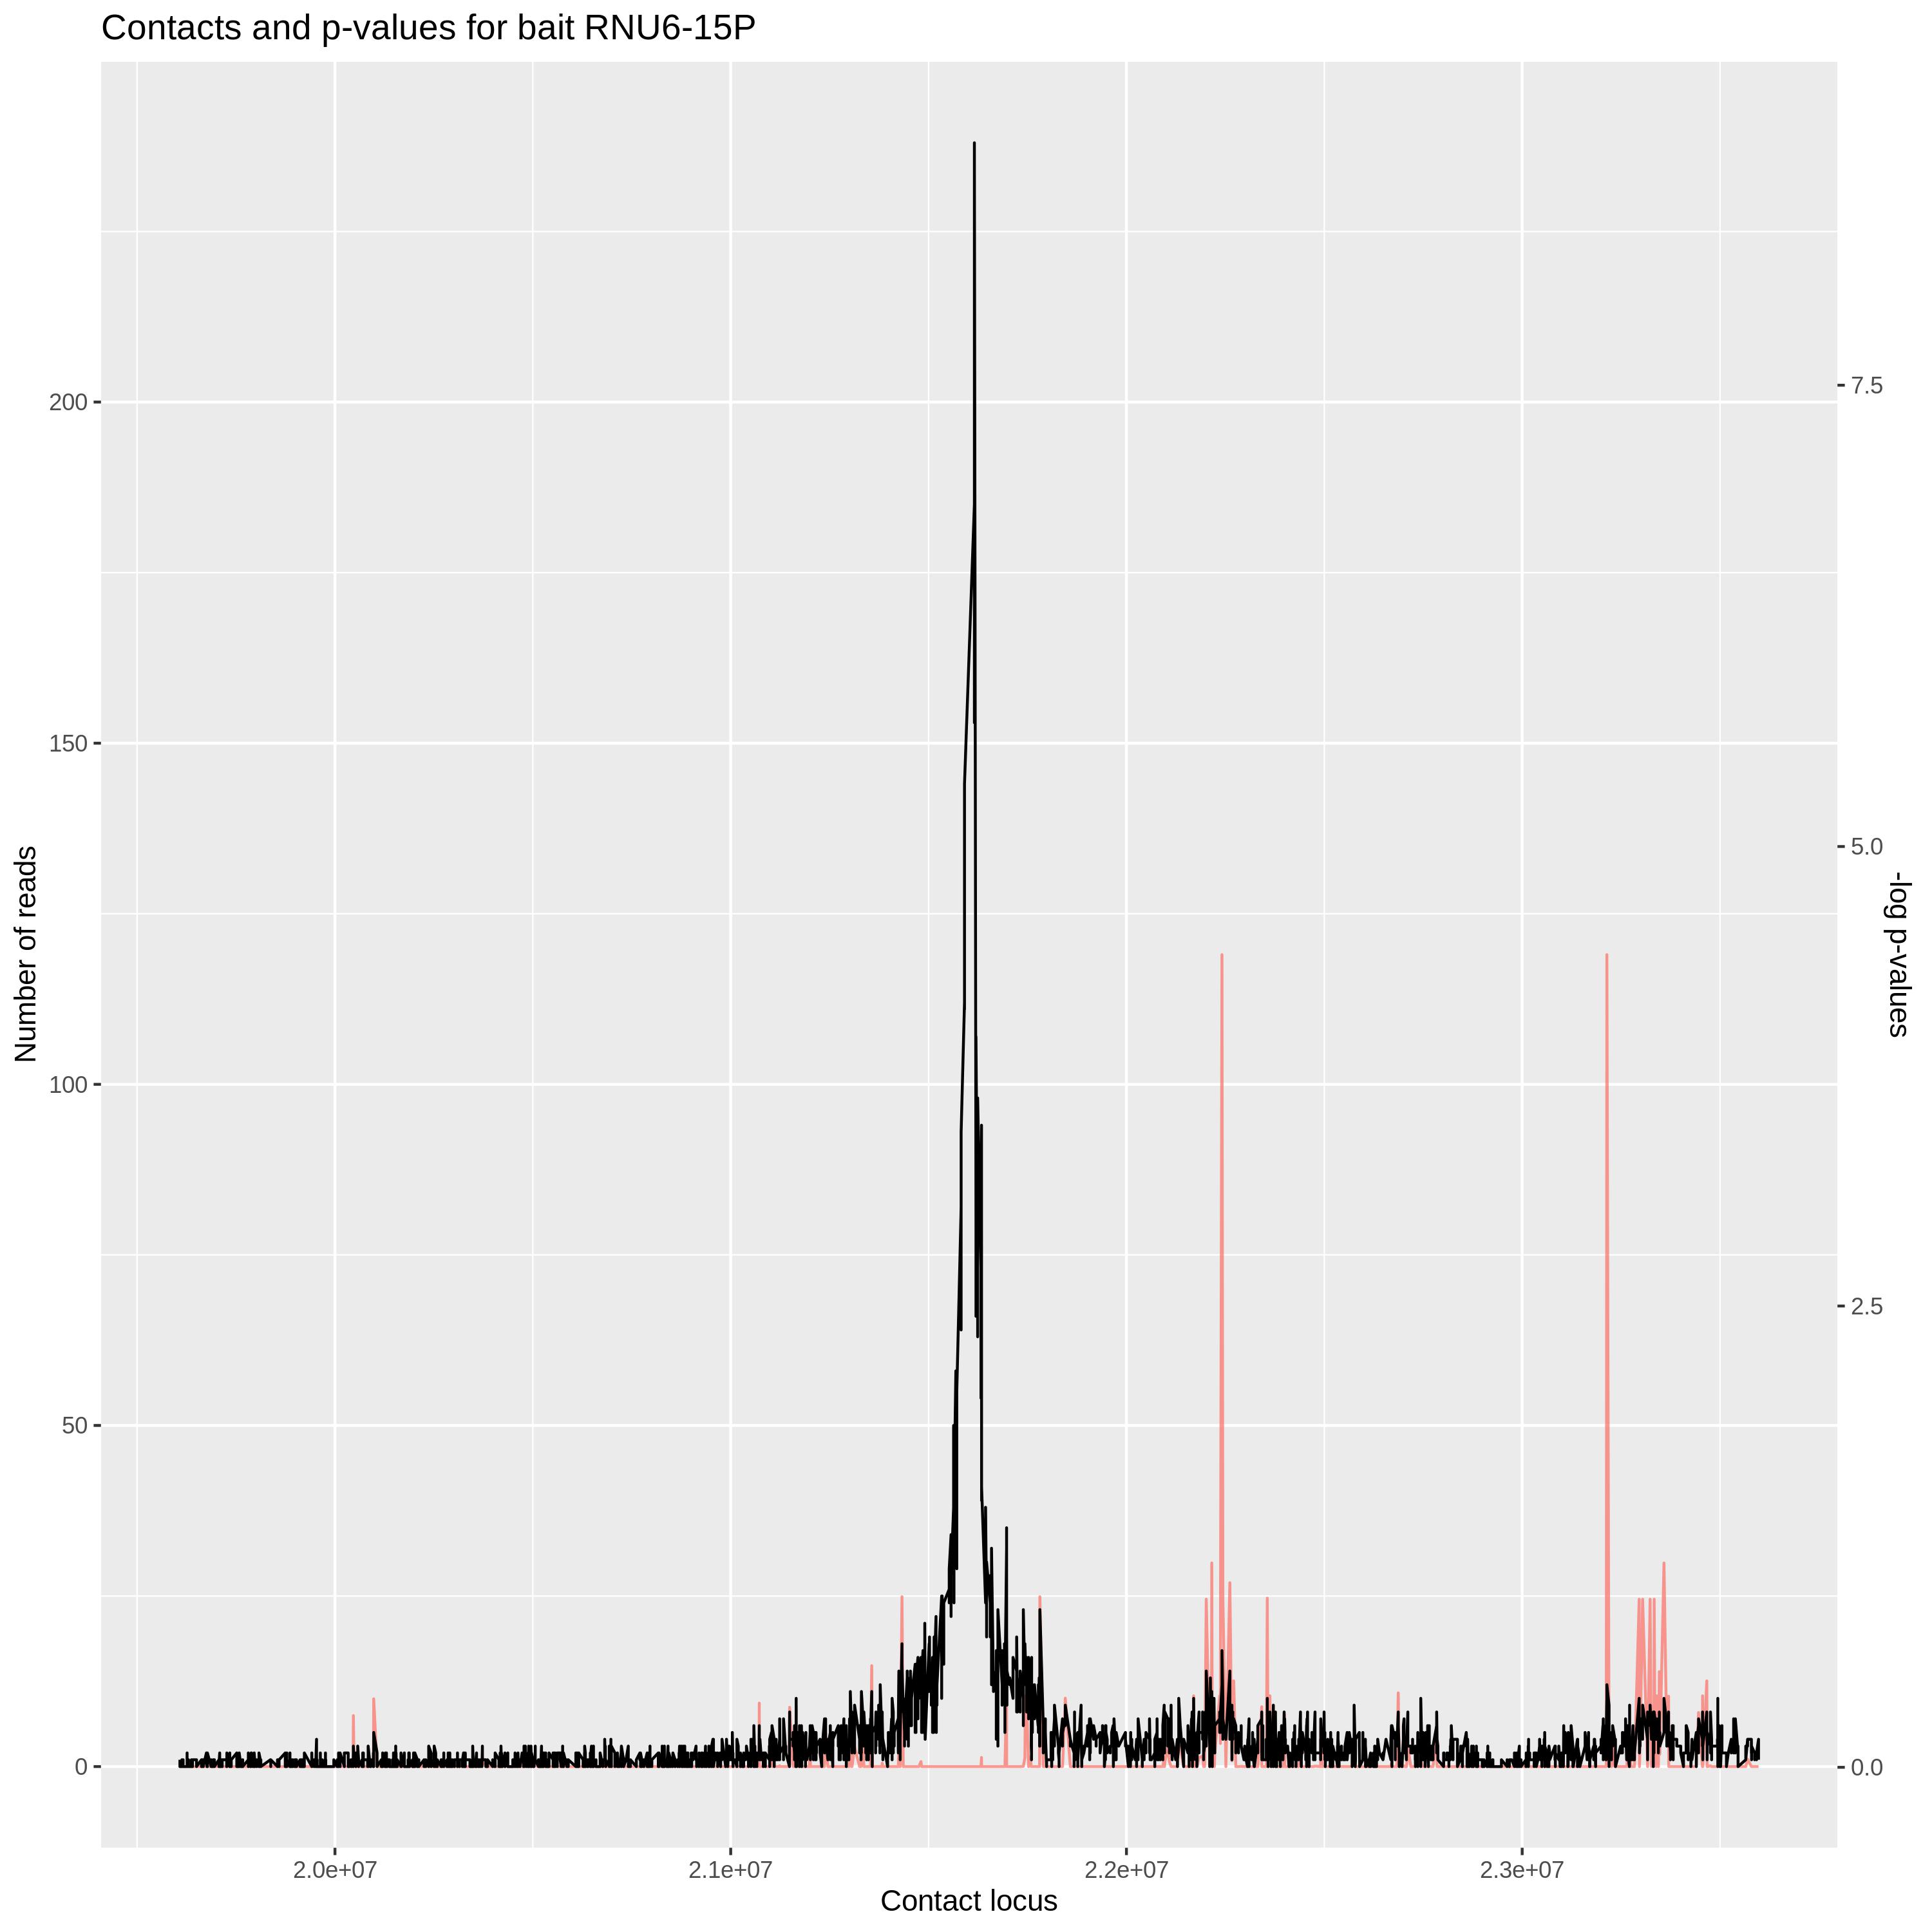 Contacts and p-values for bait RNU6-15P
Number of reads
200
150
100
50
0
7.5
5.0
2.5
0.0
-log p-values
2.0e+07
2.1e+07
2.2e+07
2.3e+07
Contact locus